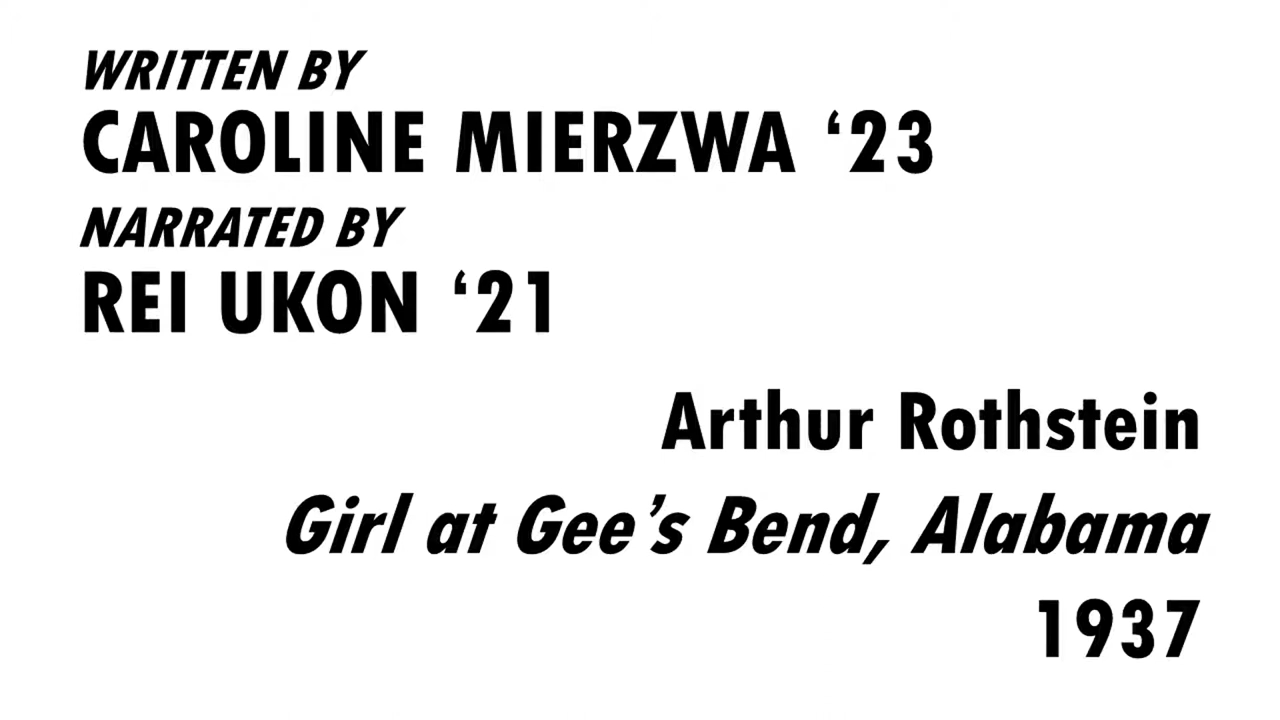 WRITTEN BY
CAROLINE MIERZWA ‘23
NARRATED BY
REI UKON ‘21
Arthur Rothstein
Girl at Gee’s Bend, Alabama
1937